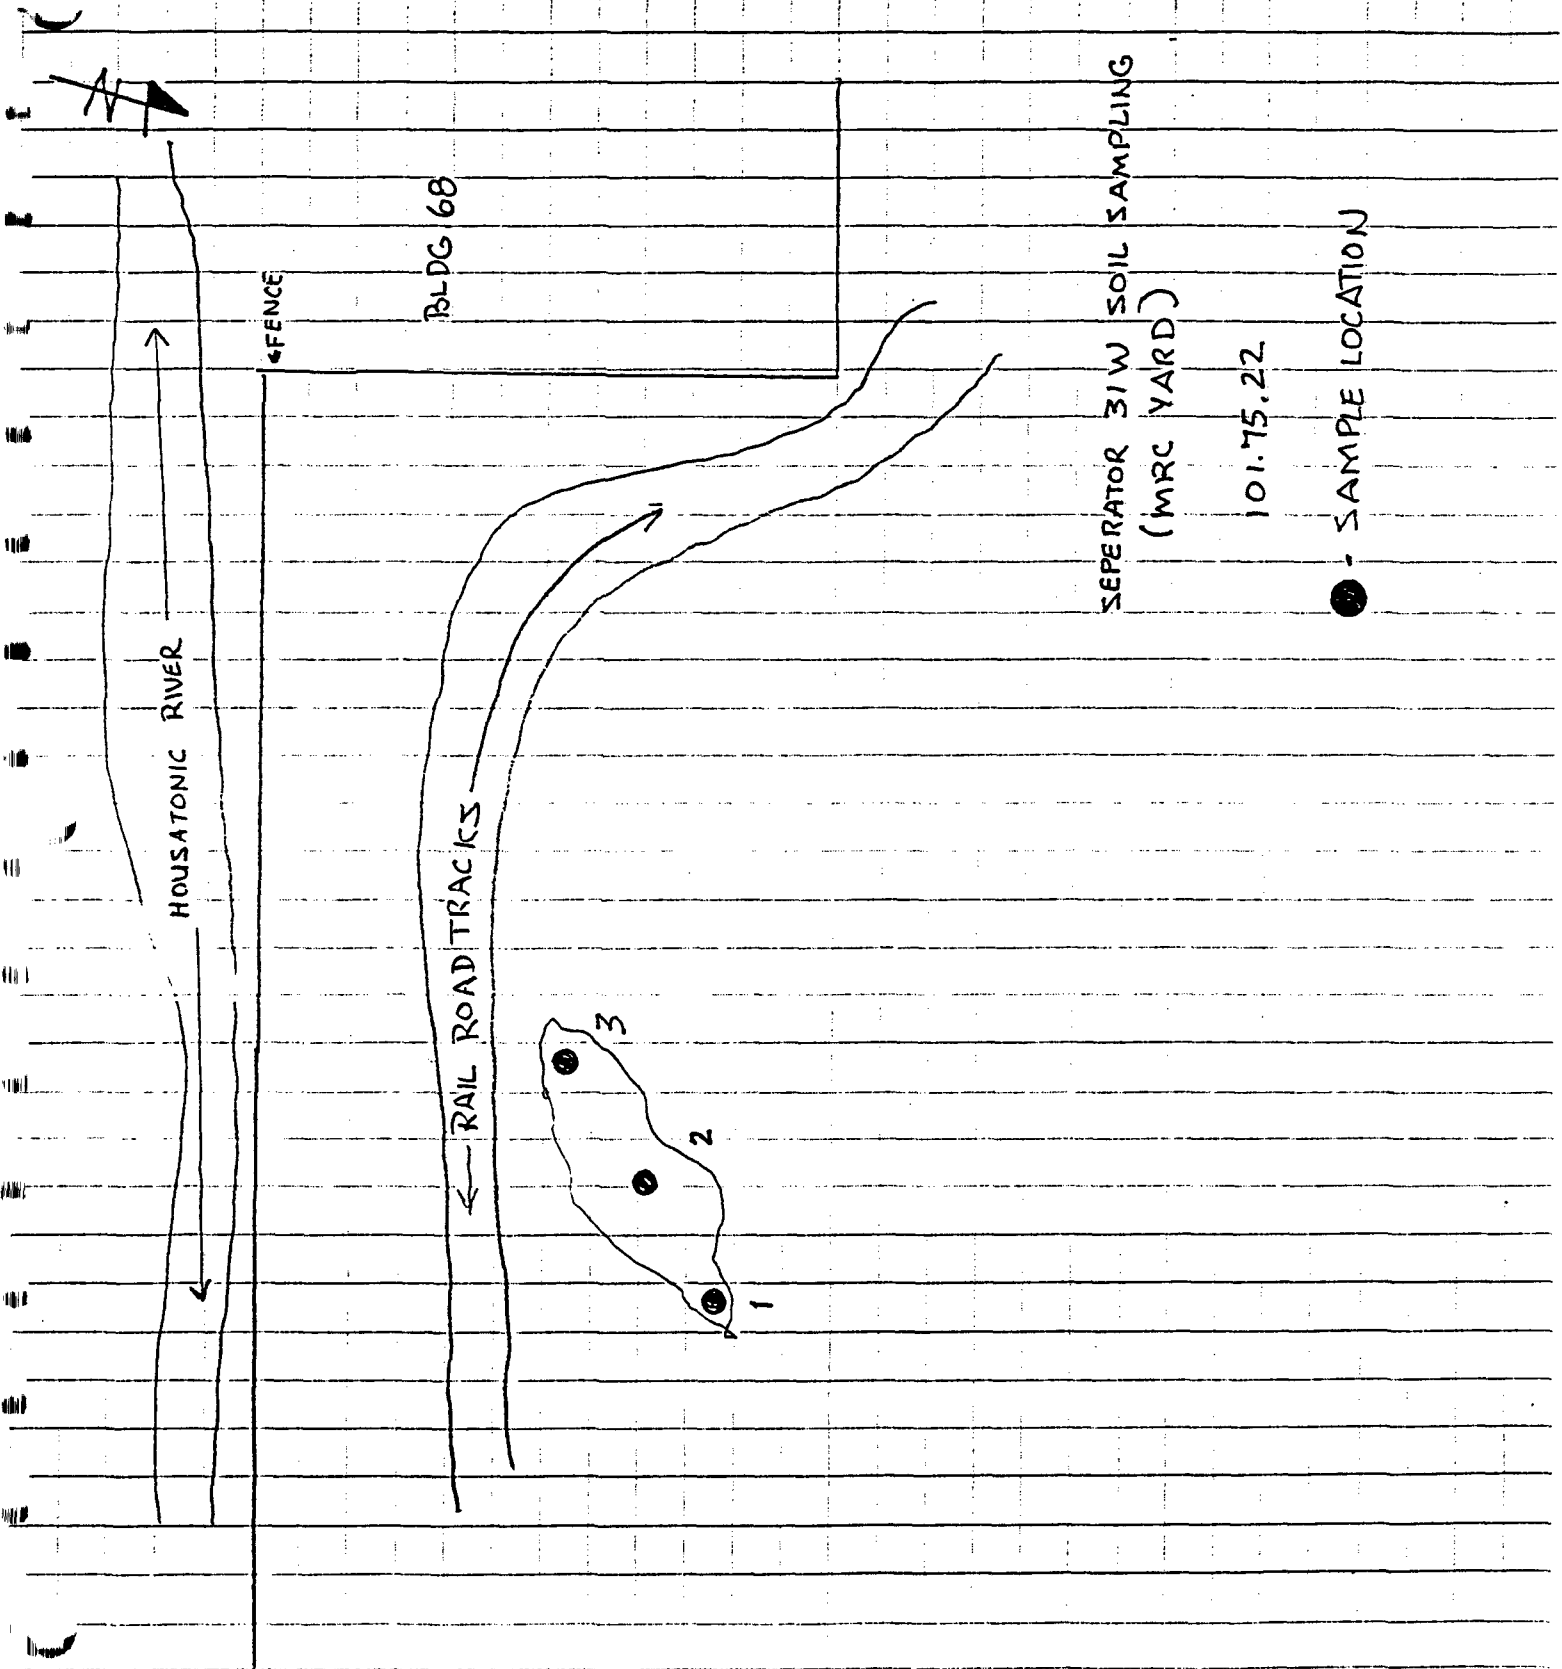 N
HOUSATONIC RIVER
FENCE
BLDG. 68
RAIL ROAD TRACKS
3
2
1
SEPERATOR 31W SOIL SAMPLING
(MRC YARD)
101.75.22
- SAMPLE LOCATION